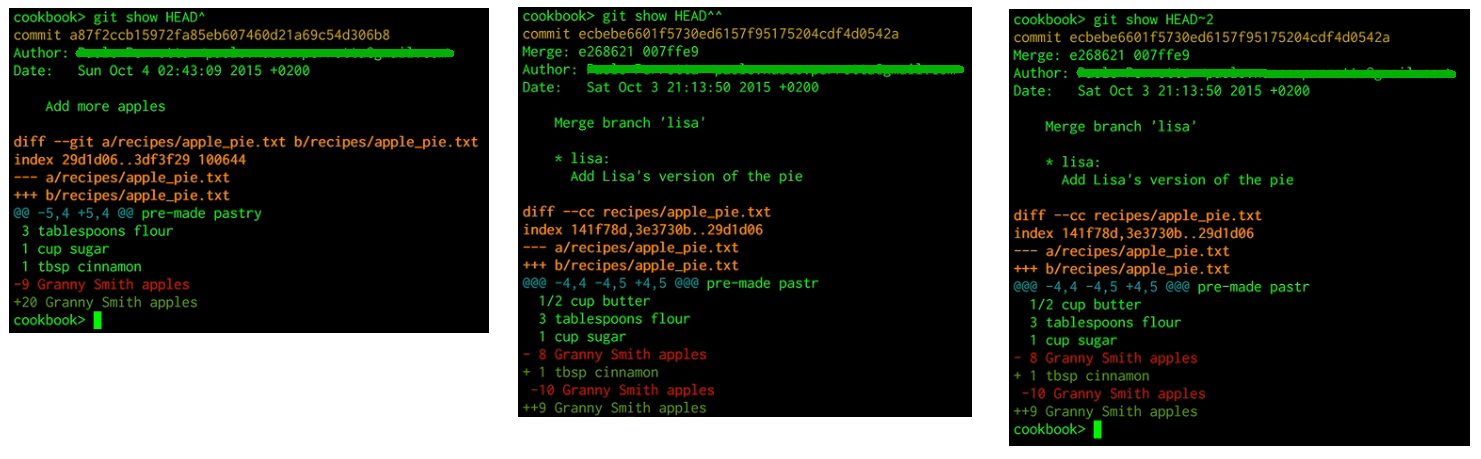 cookbook> git show HEAD^
commit a87f2ccb15972fa85eb607460d21a69c54d306b8
Author:
Date:   Sun Oct 4 02:43:09 2015 +0200
Add more apples
diff --git a/recipes/apple_pie.txt b/recipes/apple_pie.txt
index 29d1d06..3df3f29 100644
--- a/recipes/apple_pie.txt
+++ b/recipes/apple_pie.txt
@@ -5,4 +5,4 @@ pre-made pastry
 3 tablespoons flour
 1 cup sugar
 1 tbsp cinnamon
-9 Granny Smith apples
+20 Granny Smith apples
cookbook>
cookbook> git show HEAD^^
commit ecbebe6601f5730ed6157f95175204cdf4d0542a
Merge: e268621 007ffe9
Author:
Date:   Sat Oct 3 21:13:50 2015 +0200
Merge branch 'lisa'
* lisa:
Add Lisa's version of the pie
diff --cc recipes/apple_pie.txt
index 141f78d,3e3730b..29d1d06
--- a/recipes/apple_pie.txt
+++ b/recipes/apple_pie.txt
@@@ -4,4 -4,5 +4,5 @@@ pre-made pastr
  1/2 cup butter
  3 tablespoons flour
  1 cup sugar
- 8 Granny Smith apples
+ 1 tbsp cinnamon
 -10 Granny Smith apples
++9 Granny Smith apples
cookbook> git show HEAD~2
commit ecbebe6601f5730ed6157f95175204cdf4d0542a
Merge: e268621 007ffe9
Author:
Date:   Sat Oct 3 21:13:50 2015 +0200
Merge branch 'lisa'
* lisa:
Add Lisa's version of the pie
diff --cc recipes/apple_pie.txt
index 141f78d,3e3730b..29d1d06
--- a/recipes/apple_pie.txt
+++ b/recipes/apple_pie.txt
@@@ -4,4 -4,5 +4,5 @@@ pre-made pastr
  1/2 cup butter
  3 tablespoons flour
  1 cup sugar
- 8 Granny Smith apples
+ 1 tbsp cinnamon
 -10 Granny Smith apples
++9 Granny Smith apples
cookbook>